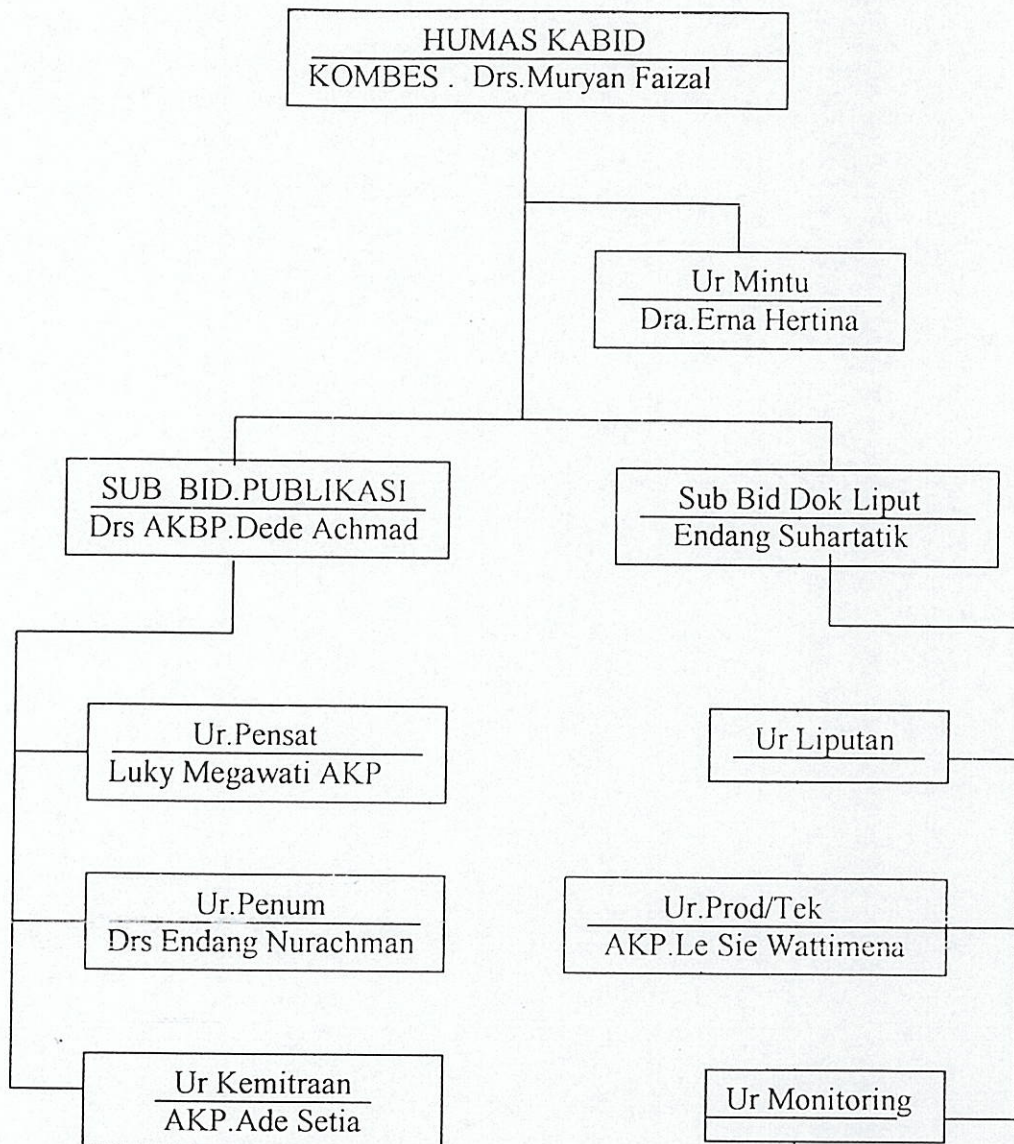 HUMAS KABID
KOMBES . Drs.Muryan Faizal
Ur Mintu
Dra.Erna Hertina
SUB BID.PUBLIKASI
Drs AKBP.Dede Achmad
Sub Bid Dok Liput
Endang Suhartatik
Ur.Pensat
Luky Megawati AKP
Ur Liputan
Ur.Penum
Drs Endang Nurachman
Ur.Prod/Tek
AKP.Le Sie Wattimena
Ur Kemitraan
AKP.Ade Setia
Ur Monitoring